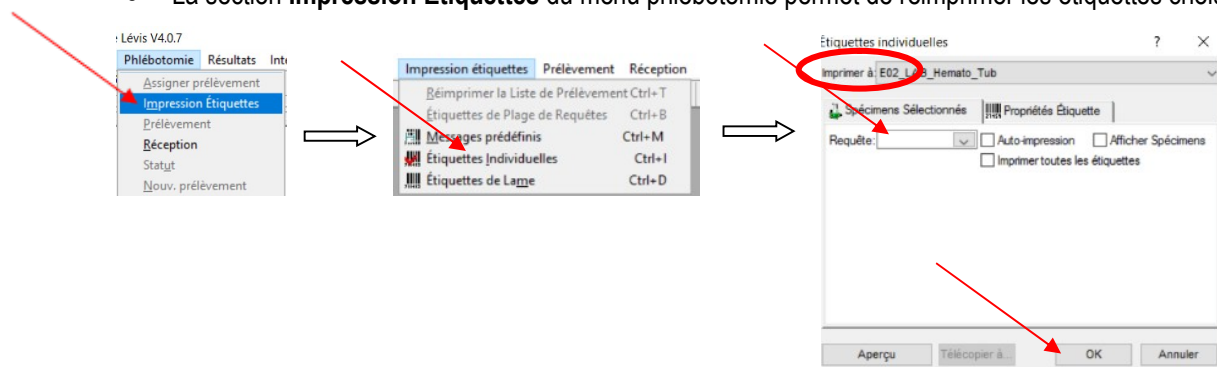 La section Impression Étiquettes du menu phlébotomie permet de réimprimer les étiquettes
Lévis V4.0.7
Phlébotomie Résultats
Assigner prélèvement
Impression Étiquettes
Prélèvement
Réception
Statut
Nouv. prélèvement
Impression étiquettes Prélèvement Réception
Réimprimer la Liste de Prélèvement Ctrl+T
Étiquettes de Plage de Requêtes Ctrl+B
Messages prédéfinis Ctrl+M
Étiquettes Individuelles Ctrl+I
Étiquettes de Lame Ctrl+D
Étiquettes individuelles ? X
Imprimer à: E02_LAB_Hemato_Tub
Spécimens Sélectionnés Propriétés Étiquette
Requête: Auto-impression Afficher Spécimens
Imprimer toutes les étiquettes
Aperçu Télécopier à... OK Annuler